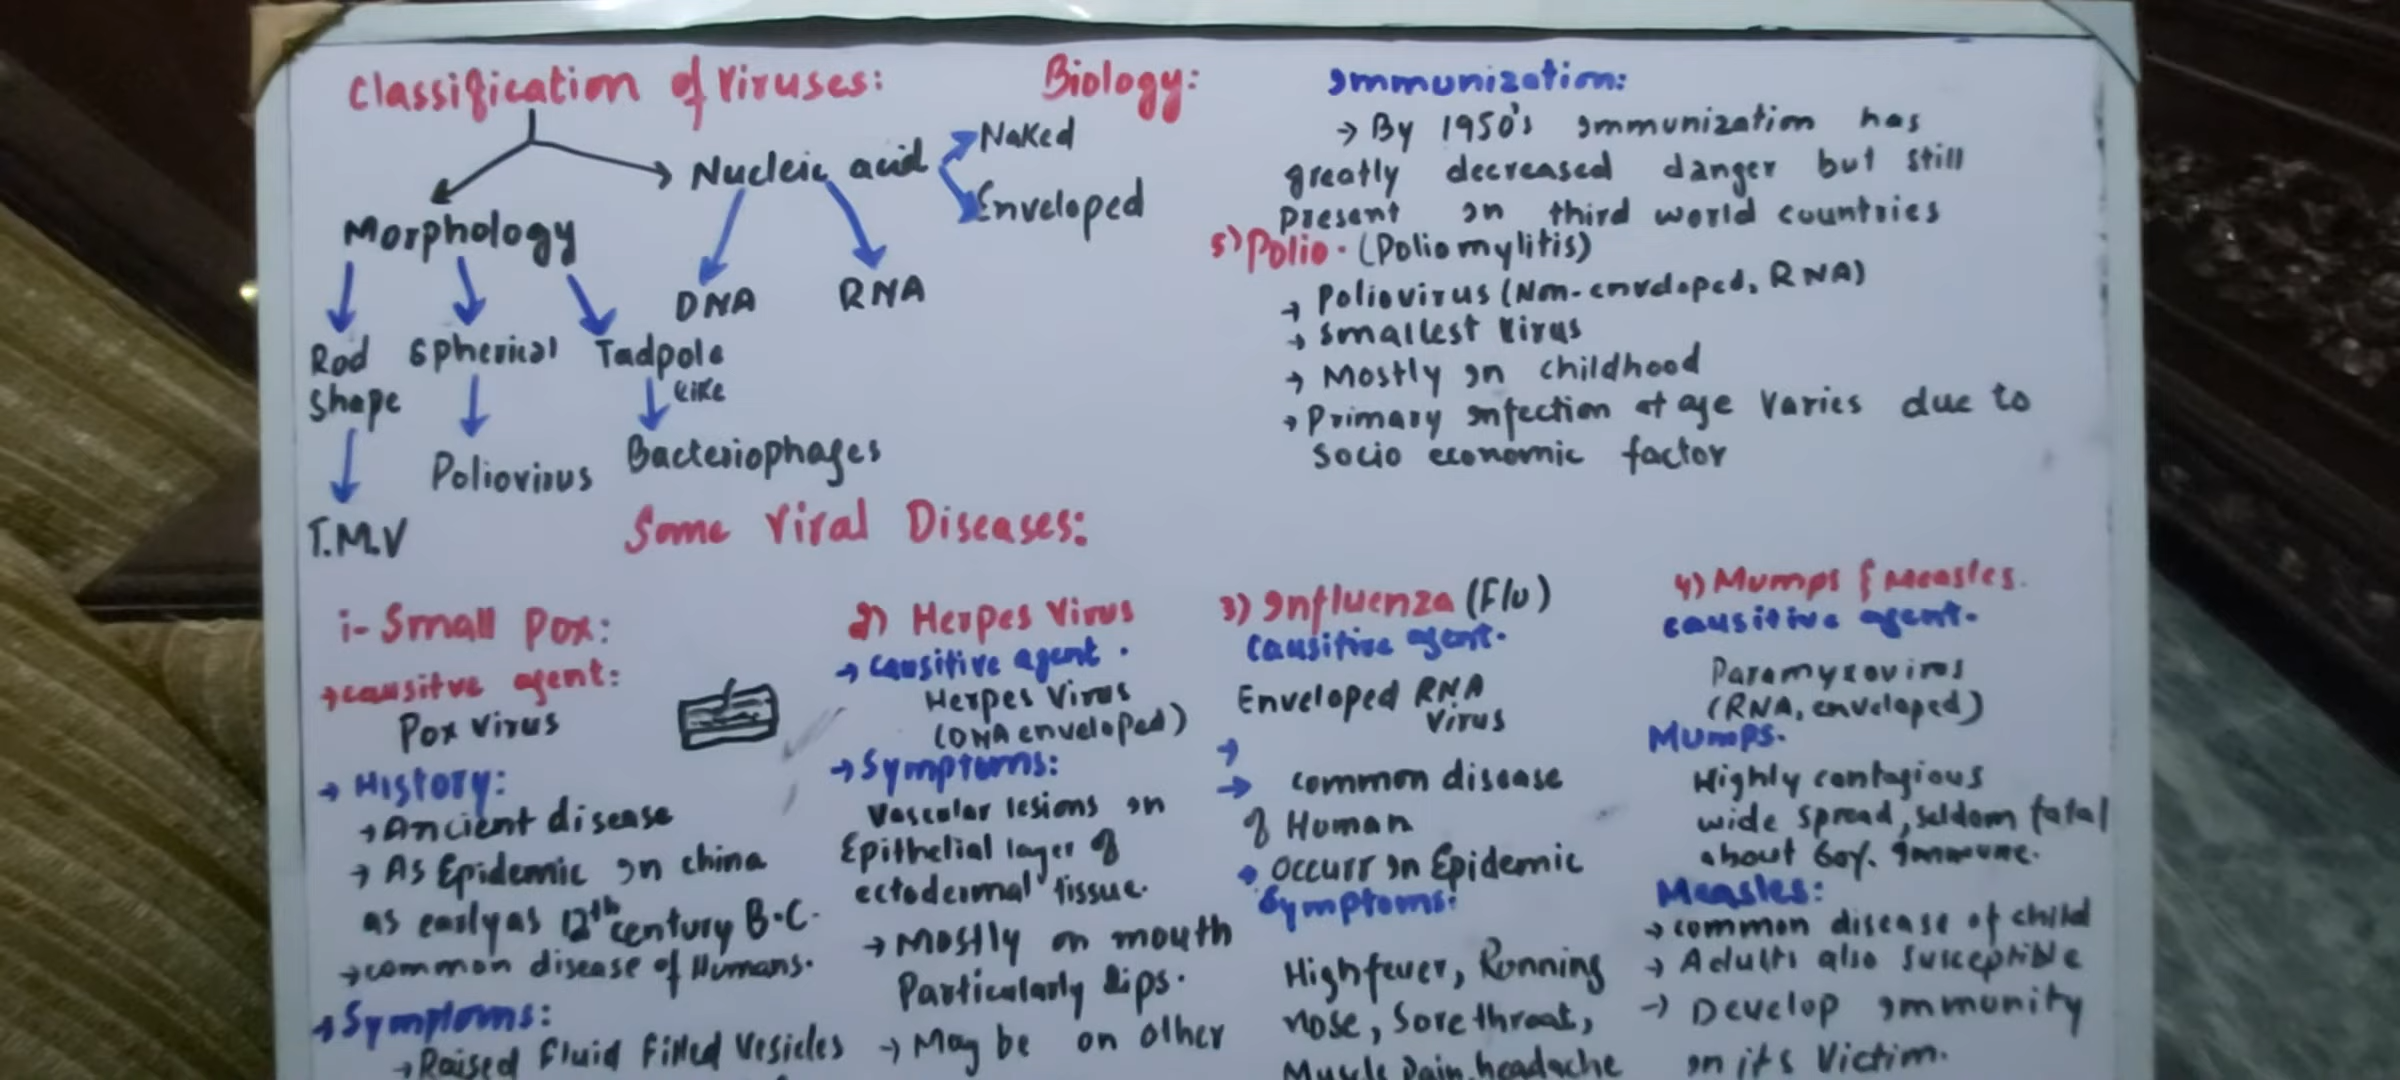 Classification of Viruses:
Morphology
Nucleic acid
Naked
Enveloped
DNA
RNA
Rod
shape
Spherical
Tadpole
like
T.M.V
Poliovirus
Bacteriophages
Biology:
Immunization:
→ By 1950's immunization has
greatly decreased danger but still
present in third world countries
5) Polio. (Poliomylitis)
→ Poliovirus (Non-enveloped, RNA)
→ Smallest Virus
→ Mostly in childhood
→ Primary infection at age varies due to
Socio economic factor
Some Viral Diseases:
i- Small Pox:
→ causitve agent:
Pox Virus
→ History:
→ Ancient disease
→ As Epidemic in china
as early as 12th century B.C.
→ common disease of Humans.
→ Symptoms:
→ Raised Fluid Filled Vesicles
2) Herpes Virus
→ causitive agent.
Herpes Virus
(DNA enveloped)
→ Symptoms:
Vascular lesions in
Epithelial layer of
ectodermal tissue.
→ Mostly on mouth
Particularly lips.
→ May be on other
3) Influenza (Flu)
Causitive agent.
Enveloped RNA
Virus
→
→ common disease
of Human
Occurr in Epidemic
Symptoms:
High fever, Running
nose, Sore throat,
Muscle Pain, headache
4) Mumps & Measles.
causitive agent.
Paramyxovirus
(RNA, enveloped)
Mumps.
Highly contagious
wide spread, seldom fatal
about 60% immune.
Measles:
→ common disease of child
→ Adults also susceptible
→ Develop immunity
in its Victim.